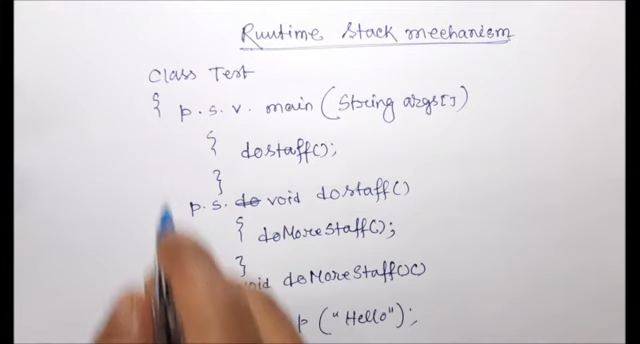 Runtime Stack mechanism
Class Test
{ p. s. v. main (String args[])
{ dostaff();
}
p. s. do void dostaff()
{ doMoreStaff();
}
void doMoreStaff()
p ("Hello");